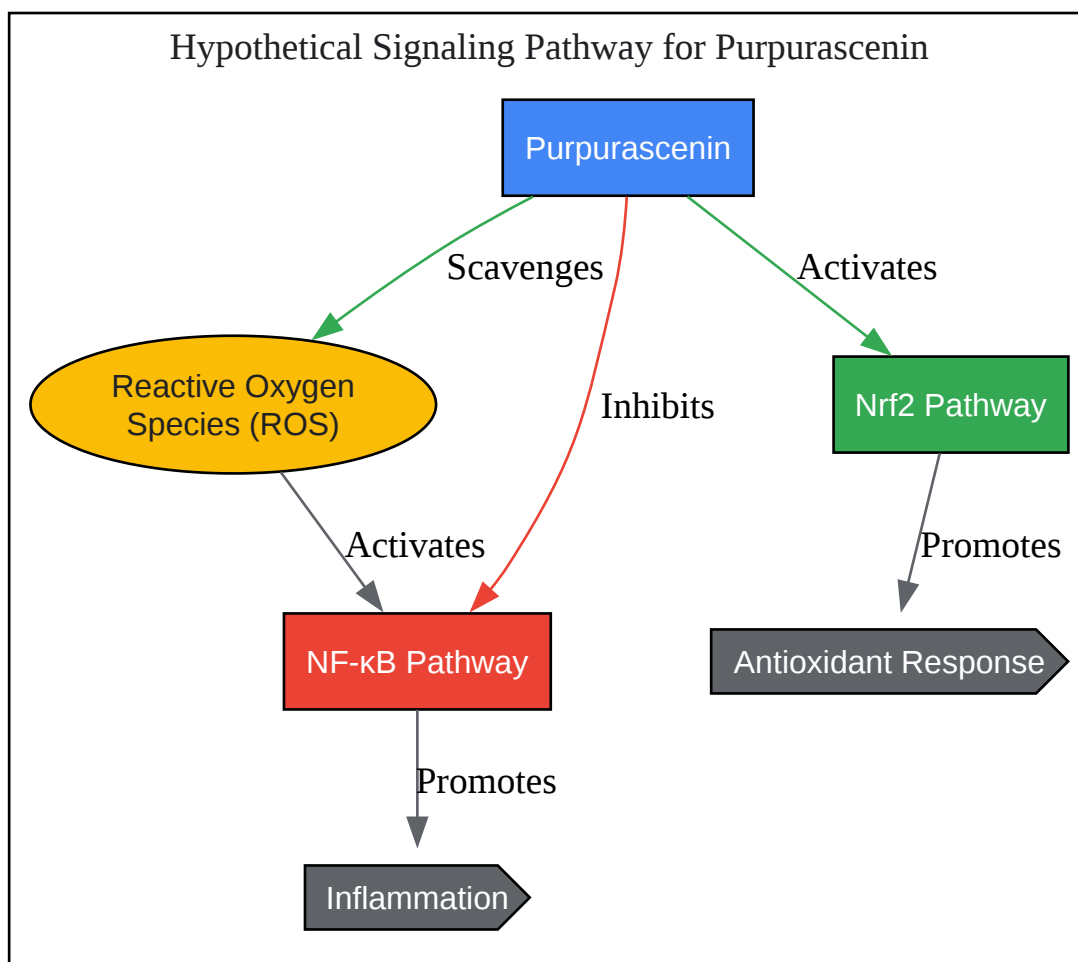 Hypothetical Signaling Pathway for Purpurascenin
Purpurascenin
Scavenges
Activates
Reactive Oxygen
Species (ROS)
Inhibits
Nrf2 Pathway
Activates
Promotes
NF-κB Pathway
Antioxidant Response
Promotes
Inflammation